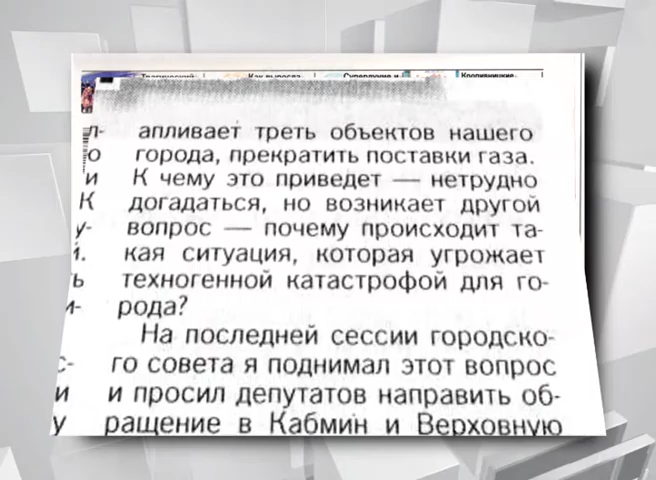 апливает треть объектов нашего
города, прекратить поставки газа.
К чему это приведет — нетрудно
догадаться, но возникает другой
вопрос — почему происходит та-
кая ситуация, которая угрожает
техногенной катастрофой для го-
рода?
На последней сессии городско-
го совета я поднимал этот вопрос
и просил депутатов направить об-
ращение в Кабмин и Верховную